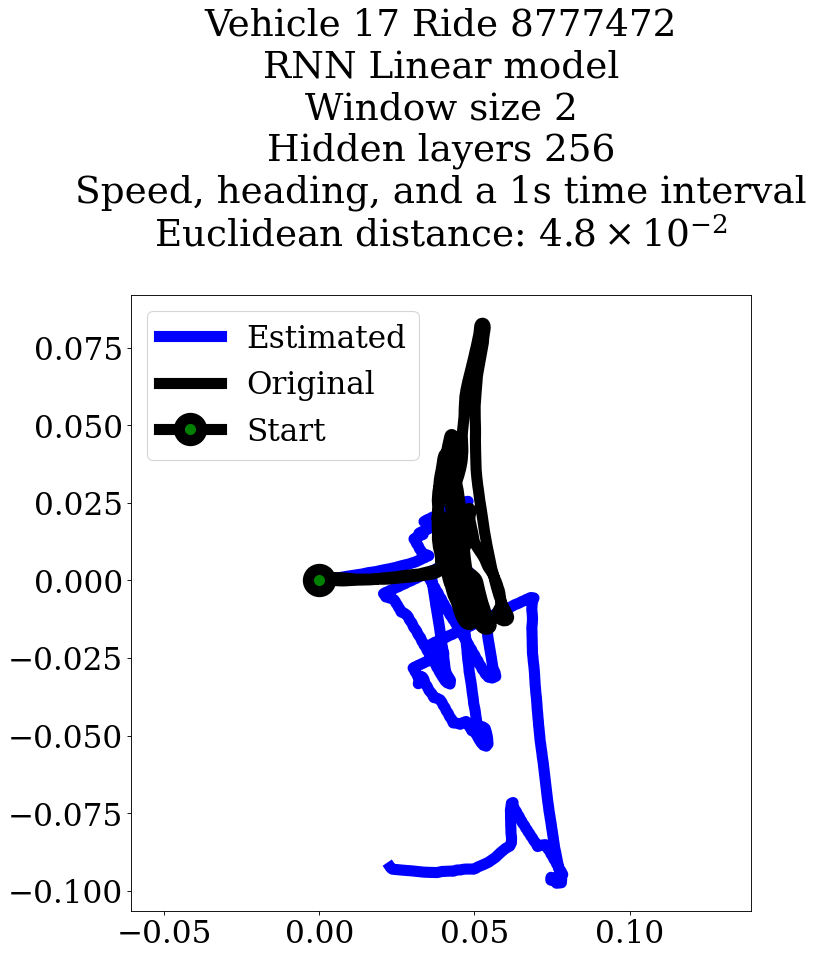 Vehicle 17 Ride 8777472
RNN Linear model
Window size 2
Hidden layers 256
Speed, heading, and a 1s time interval
Euclidean distance: 4.8 × 10⁻²
Estimated
Original
Start
0.075
0.050
0.025
0.000
−0.025
−0.050
−0.075
−0.100
−0.05 0.00 0.05 0.10